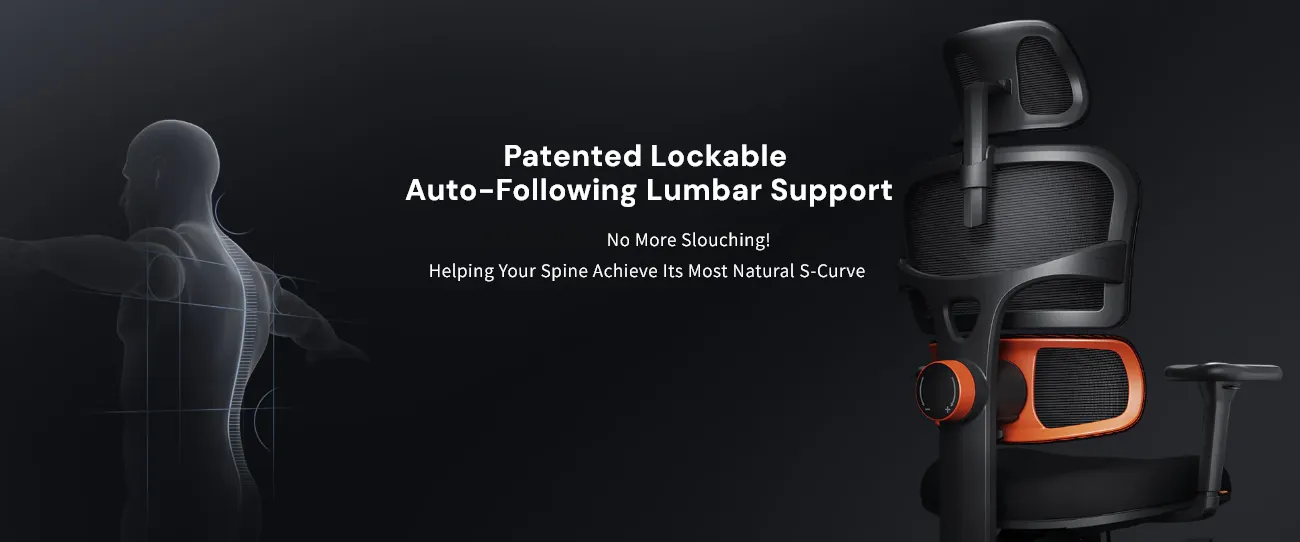 Patented Lockable
Auto-Following Lumbar Support
No More Slouching!
Helping Your Spine Achieve Its Most Natural S-Curve